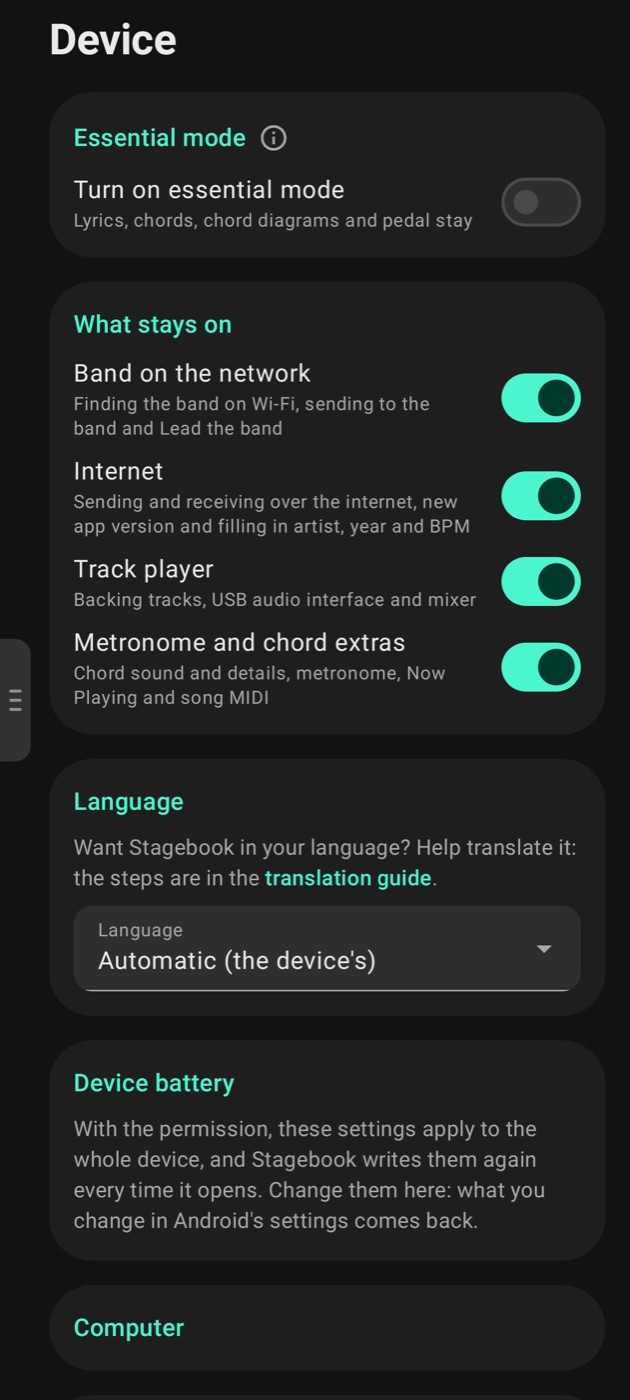 Device
Essential mode
Turn on essential mode
Lyrics, chords, chord diagrams and pedal stay
What stays on
Band on the network
Finding the band on Wi-Fi, sending to the
band and Lead the band
Internet
Sending and receiving over the internet, new
app version and filling in artist, year and BPM
Track player
Backing tracks, USB audio interface and mixer
Metronome and chord extras
Chord sound and details, metronome, Now
Playing and song MIDI
Language
Want Stagebook in your language? Help translate it:
the steps are in the translation guide.
Language
Automatic (the device's)
Device battery
With the permission, these settings apply to the
whole device, and Stagebook writes them again
every time it opens. Change them here: what you
change in Android's settings comes back.
Computer